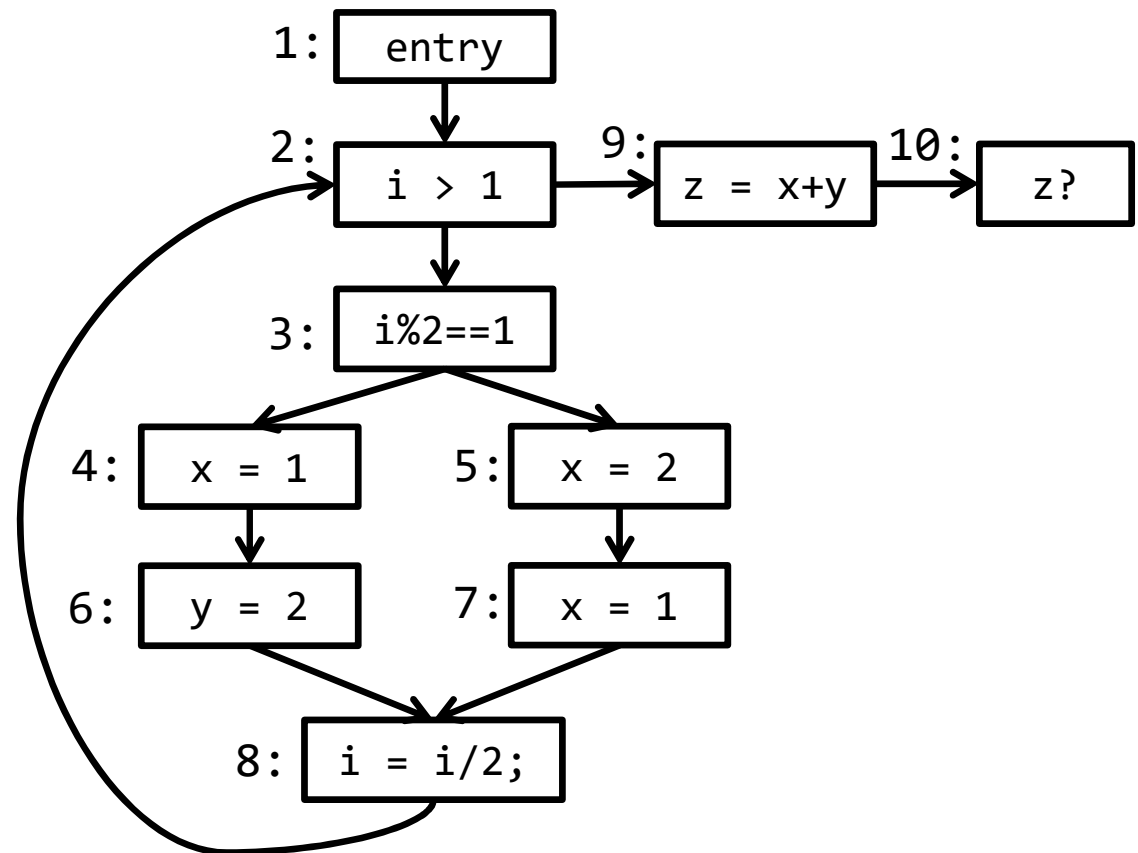 1: entry
2: i > 1
9: z = x+y
10: z?
3: i%2==1
4: x = 1
5: x = 2
6: y = 2
7: x = 1
8: i = i/2;